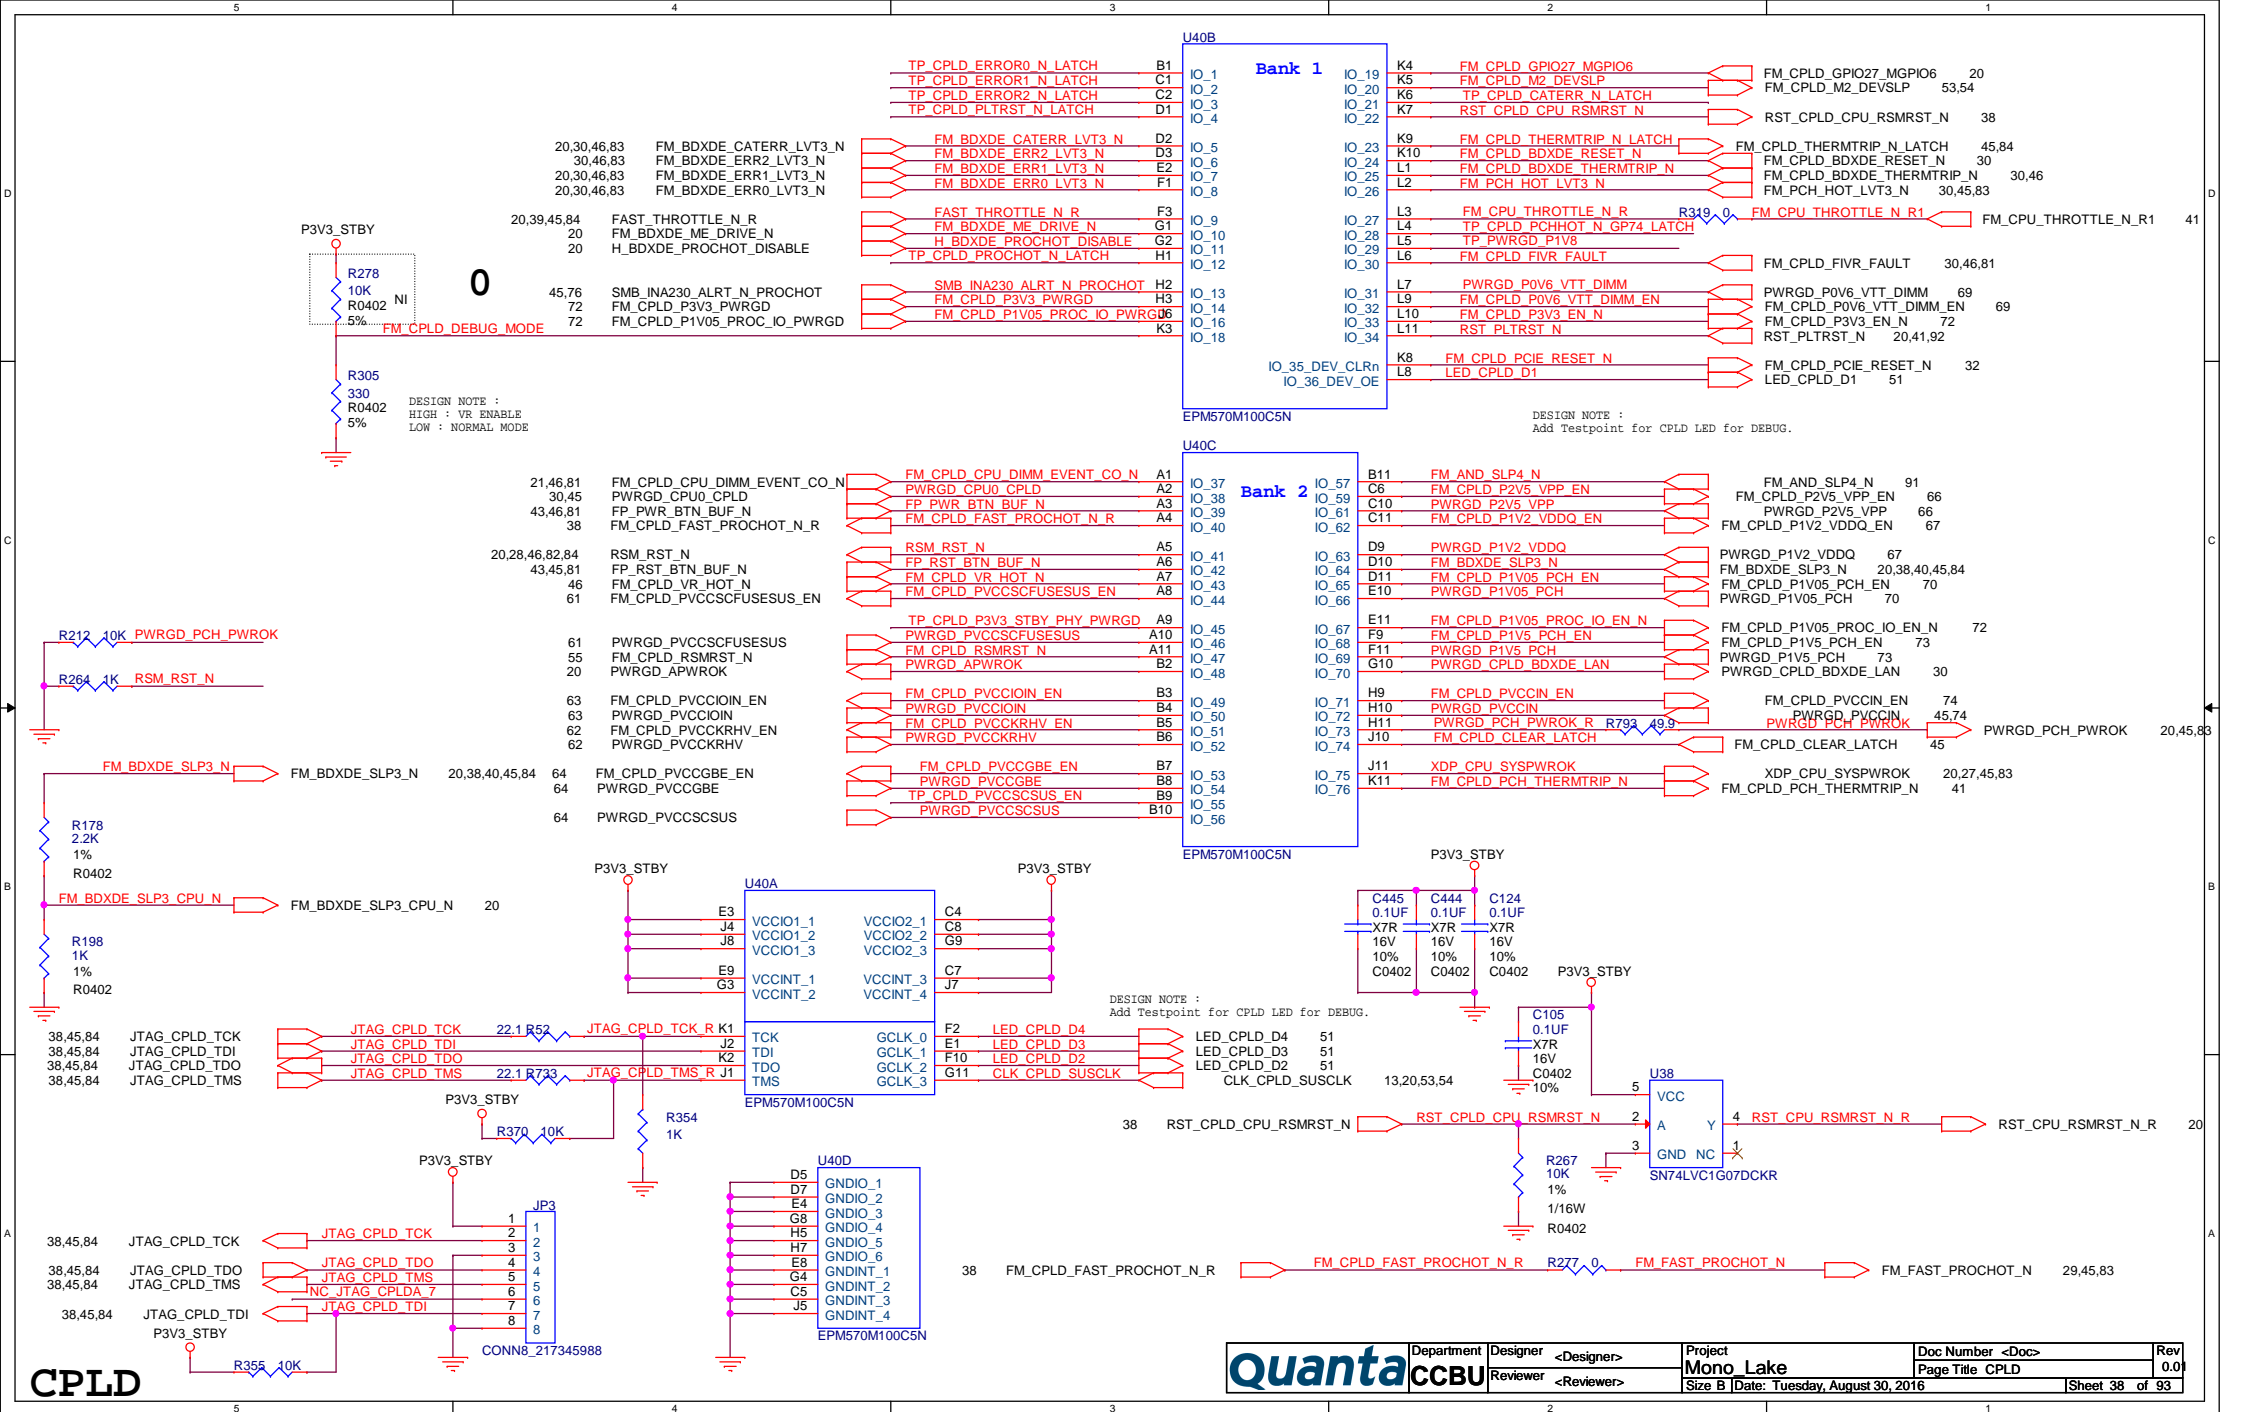 5 4 3 2 1
U40B
Bank 1
TP_CPLD_ERROR0_N_LATCH B1 IO_1
TP_CPLD_ERROR1_N_LATCH C1 IO_2
TP_CPLD_ERROR2_N_LATCH C2 IO_3
TP_CPLD_PLTRST_N_LATCH D1 IO_4
20,30,46,83 FM_BDXDE_CATERR_LVT3_N FM_BDXDE_CATERR_LVT3_N D2 IO_5
30,46,83 FM_BDXDE_ERR2_LVT3_N FM_BDXDE_ERR2_LVT3_N D3 IO_6
20,30,46,83 FM_BDXDE_ERR1_LVT3_N FM_BDXDE_ERR1_LVT3_N E2 IO_7
20,30,46,83 FM_BDXDE_ERR0_LVT3_N FM_BDXDE_ERR0_LVT3_N F1 IO_8
20,39,45,84 FAST_THROTTLE_N_R FAST_THROTTLE_N_R F3 IO_9
20 FM_BDXDE_ME_DRIVE_N FM_BDXDE_ME_DRIVE_N G1 IO_10
20 H_BDXDE_PROCHOT_DISABLE H_BDXDE_PROCHOT_DISABLE G2 IO_11
TP_CPLD_PROCHOT_N_LATCH H1 IO_12
45,76 SMB_INA230_ALRT_N_PROCHOT SMB_INA230_ALRT_N_PROCHOT H2 IO_13
72 FM_CPLD_P3V3_PWRGD FM_CPLD_P3V3_PWRGD H3 IO_14
72 FM_CPLD_P1V05_PROC_IO_PWRGD FM_CPLD_P1V05_PROC_IO_PWRGD J6 IO_16
FM_CPLD_DEBUG_MODE K3 IO_18
IO_19 K4 FM_CPLD_GPIO27_MGPIO6 FM_CPLD_GPIO27_MGPIO6 20
IO_20 K5 FM_CPLD_M2_DEVSLP FM_CPLD_M2_DEVSLP 53,54
IO_21 K6 TP_CPLD_CATERR_N_LATCH
IO_22 K7 RST_CPLD_CPU_RSMRST_N RST_CPLD_CPU_RSMRST_N 38
IO_23 K9 FM_CPLD_THERMTRIP_N_LATCH FM_CPLD_THERMTRIP_N_LATCH 45,84
IO_24 K10 FM_CPLD_BDXDE_RESET_N FM_CPLD_BDXDE_RESET_N 30
IO_25 L1 FM_CPLD_BDXDE_THERMTRIP_N FM_CPLD_BDXDE_THERMTRIP_N 30,46
IO_26 L2 FM_PCH_HOT_LVT3_N FM_PCH_HOT_LVT3_N 30,45,83
IO_27 L3 FM_CPU_THROTTLE_N_R R319 0 FM_CPU_THROTTLE_N_R1 FM_CPU_THROTTLE_N_R1 41
IO_28 L4 TP_CPLD_PCHHOT_N_GP74_LATCH
IO_29 L5 TP_PWRGD_P1V8
IO_30 L6 FM_CPLD_FIVR_FAULT FM_CPLD_FIVR_FAULT 30,46,81
IO_31 L7 PWRGD_P0V6_VTT_DIMM PWRGD_P0V6_VTT_DIMM 69
IO_32 L9 FM_CPLD_P0V6_VTT_DIMM_EN FM_CPLD_P0V6_VTT_DIMM_EN 69
IO_33 L10 FM_CPLD_P3V3_EN_N FM_CPLD_P3V3_EN_N 72
IO_34 L11 RST_PLTRST_N RST_PLTRST_N 20,41,92
IO_35_DEV_CLRn K8 FM_CPLD_PCIE_RESET_N FM_CPLD_PCIE_RESET_N 32
IO_36_DEV_OE L8 LED_CPLD_D1 LED_CPLD_D1 51
EPM570M100C5N
DESIGN NOTE :
Add Testpoint for CPLD LED for DEBUG.
P3V3_STBY
R278
10K
R0402 NI
5%
0
R305
330
R0402
5%
DESIGN NOTE :
HIGH : VR ENABLE
LOW : NORMAL MODE
U40C
Bank 2
21,46,81 FM_CPLD_CPU_DIMM_EVENT_CO_N FM_CPLD_CPU_DIMM_EVENT_CO_N A1 IO_37
30,45 PWRGD_CPU0_CPLD PWRGD_CPU0_CPLD A2 IO_38
43,46,81 FP_PWR_BTN_BUF_N FP_PWR_BTN_BUF_N A3 IO_39
38 FM_CPLD_FAST_PROCHOT_N_R FM_CPLD_FAST_PROCHOT_N_R A4 IO_40
20,28,46,82,84 RSM_RST_N RSM_RST_N A5 IO_41
43,45,81 FP_RST_BTN_BUF_N FP_RST_BTN_BUF_N A6 IO_42
46 FM_CPLD_VR_HOT_N FM_CPLD_VR_HOT_N A7 IO_43
61 FM_CPLD_PVCCSCFUSESUS_EN FM_CPLD_PVCCSCFUSESUS_EN A8 IO_44
TP_CPLD_P3V3_STBY_PHY_PWRGD A9 IO_45
61 PWRGD_PVCCSCFUSESUS PWRGD_PVCCSCFUSESUS A10 IO_46
55 FM_CPLD_RSMRST_N FM_CPLD_RSMRST_N A11 IO_47
20 PWRGD_APWROK PWRGD_APWROK B2 IO_48
63 FM_CPLD_PVCCIOIN_EN FM_CPLD_PVCCIOIN_EN B3 IO_49
63 PWRGD_PVCCIOIN PWRGD_PVCCIOIN B4 IO_50
62 FM_CPLD_PVCCKRHV_EN FM_CPLD_PVCCKRHV_EN B5 IO_51
62 PWRGD_PVCCKRHV PWRGD_PVCCKRHV B6 IO_52
64 FM_CPLD_PVCCGBE_EN FM_CPLD_PVCCGBE_EN B7 IO_53
64 PWRGD_PVCCGBE PWRGD_PVCCGBE B8 IO_54
TP_CPLD_PVCCSCSUS_EN B9 IO_55
64 PWRGD_PVCCSCSUS PWRGD_PVCCSCSUS B10 IO_56
IO_57 B11 FM_AND_SLP4_N FM_AND_SLP4_N 91
IO_59 C6 FM_CPLD_P2V5_VPP_EN FM_CPLD_P2V5_VPP_EN 66
IO_61 C10 PWRGD_P2V5_VPP PWRGD_P2V5_VPP 66
IO_62 C11 FM_CPLD_P1V2_VDDQ_EN FM_CPLD_P1V2_VDDQ_EN 67
IO_63 D9 PWRGD_P1V2_VDDQ PWRGD_P1V2_VDDQ 67
IO_64 D10 FM_BDXDE_SLP3_N FM_BDXDE_SLP3_N 20,38,40,45,84
IO_65 D11 FM_CPLD_P1V05_PCH_EN FM_CPLD_P1V05_PCH_EN 70
IO_66 E10 PWRGD_P1V05_PCH PWRGD_P1V05_PCH 70
IO_67 E11 FM_CPLD_P1V05_PROC_IO_EN_N FM_CPLD_P1V05_PROC_IO_EN_N 72
IO_68 F9 FM_CPLD_P1V5_PCH_EN FM_CPLD_P1V5_PCH_EN 73
IO_69 F11 PWRGD_P1V5_PCH PWRGD_P1V5_PCH 73
IO_70 G10 PWRGD_CPLD_BDXDE_LAN PWRGD_CPLD_BDXDE_LAN 30
IO_71 H9 FM_CPLD_PVCCIN_EN FM_CPLD_PVCCIN_EN 74
IO_72 H10 PWRGD_PVCCIN PWRGD_PVCCIN 45,74
IO_73 H11 PWRGD_PCH_PWROK_R R793 49.9 PWRGD_PCH_PWROK PWRGD_PCH_PWROK 20,45,83
IO_74 J10 FM_CPLD_CLEAR_LATCH FM_CPLD_CLEAR_LATCH 45
IO_75 J11 XDP_CPU_SYSPWROK XDP_CPU_SYSPWROK 20,27,45,83
IO_76 K11 FM_CPLD_PCH_THERMTRIP_N FM_CPLD_PCH_THERMTRIP_N 41
EPM570M100C5N
R212 10K PWRGD_PCH_PWROK
R264 1K RSM_RST_N
FM_BDXDE_SLP3_N FM_BDXDE_SLP3_N 20,38,40,45,84
R178
2.2K
1%
R0402
FM_BDXDE_SLP3_CPU_N FM_BDXDE_SLP3_CPU_N 20
R198
1K
1%
R0402
P3V3_STBY P3V3_STBY
U40A
E3 VCCIO1_1 VCCIO2_1 C4
J4 VCCIO1_2 VCCIO2_2 C8
J8 VCCIO1_3 VCCIO2_3 G9
E9 VCCINT_1 VCCINT_3 C7
G3 VCCINT_2 VCCINT_4 J7
38,45,84 JTAG_CPLD_TCK JTAG_CPLD_TCK 22.1 R52 JTAG_CPLD_TCK_R K1 TCK GCLK_0 F2 LED_CPLD_D4 LED_CPLD_D4 51
38,45,84 JTAG_CPLD_TDI JTAG_CPLD_TDI J2 TDI GCLK_1 E1 LED_CPLD_D3 LED_CPLD_D3 51
38,45,84 JTAG_CPLD_TDO JTAG_CPLD_TDO K2 TDO GCLK_2 F10 LED_CPLD_D2 LED_CPLD_D2 51
38,45,84 JTAG_CPLD_TMS JTAG_CPLD_TMS 22.1 R733 JTAG_CPLD_TMS_R J1 TMS GCLK_3 G11 CLK_CPLD_SUSCLK CLK_CPLD_SUSCLK 13,20,53,54
EPM570M100C5N
DESIGN NOTE :
Add Testpoint for CPLD LED for DEBUG.
P3V3_STBY
R370 10K
R354
1K
P3V3_STBY
C445 C444 C124
0.1UF 0.1UF 0.1UF
X7R X7R X7R
16V 16V 16V
10% 10% 10%
C0402 C0402 C0402
P3V3_STBY
C105
0.1UF
X7R
16V
C0402
10%
U38
5 VCC
38 RST_CPLD_CPU_RSMRST_N RST_CPLD_CPU_RSMRST_N 2 A Y 4 RST_CPU_RSMRST_N_R RST_CPU_RSMRST_N_R 20
3 GND NC 1
SN74LVC1G07DCKR
R267
10K
1%
1/16W
R0402
P3V3_STBY
JP3
1 1
38,45,84 JTAG_CPLD_TCK JTAG_CPLD_TCK 2 2
3 3
38,45,84 JTAG_CPLD_TDO JTAG_CPLD_TDO 4 4
38,45,84 JTAG_CPLD_TMS JTAG_CPLD_TMS 5 5
NC_JTAG_CPLDA_7 6 6
38,45,84 JTAG_CPLD_TDI JTAG_CPLD_TDI 7 7
8 8
CONN8_217345988
P3V3_STBY
R355 10K
U40D
D5 GNDIO_1
D7 GNDIO_2
E4 GNDIO_3
G8 GNDIO_4
H5 GNDIO_5
H7 GNDIO_6
E8 GNDINT_1
G4 GNDINT_2
C5 GNDINT_3
J5 GNDINT_4
EPM570M100C5N
38 FM_CPLD_FAST_PROCHOT_N_R FM_CPLD_FAST_PROCHOT_N_R R277 0 FM_FAST_PROCHOT_N FM_FAST_PROCHOT_N 29,45,83
CPLD
Quanta
Department
CCBU
Designer <Designer>
Reviewer <Reviewer>
Project
Mono_Lake
Doc Number <Doc>
Page Title CPLD
Rev
0.01
Size B Date: Tuesday, August 30, 2016 Sheet 38 of 93
D D
C C
B B
A A
5 4 3 2 1